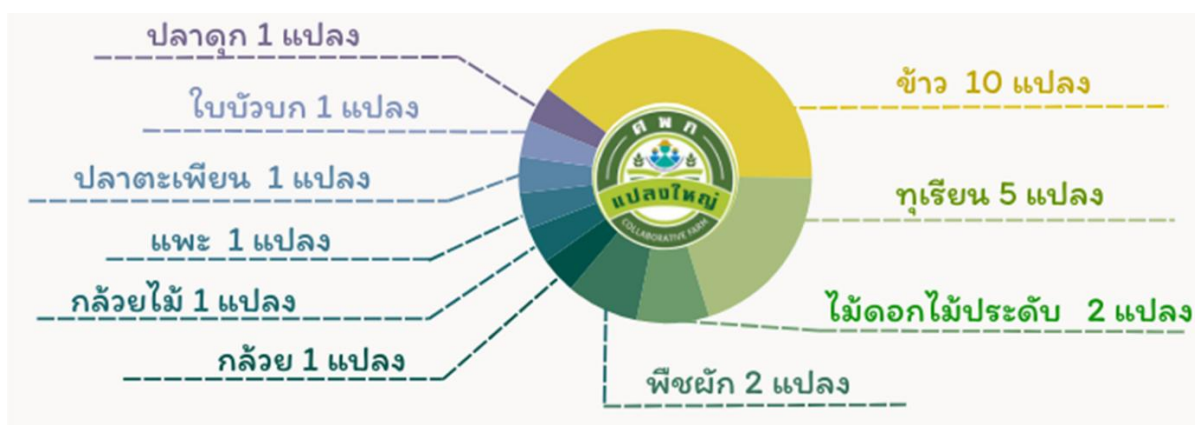 ปลาดุก 1 แปลง
ใบบัวบก 1 แปลง
ปลาตะเพียน 1 แปลง
แพะ 1 แปลง
กล้วยไม้ 1 แปลง
กล้วย 1 แปลง
ศพก
แปลงใหญ่
COLLABORATIVE FARM
ข้าว 10 แปลง
ทุเรียน 5 แปลง
ไม้ดอกไม้ประดับ 2 แปลง
พืชผัก 2 แปลง